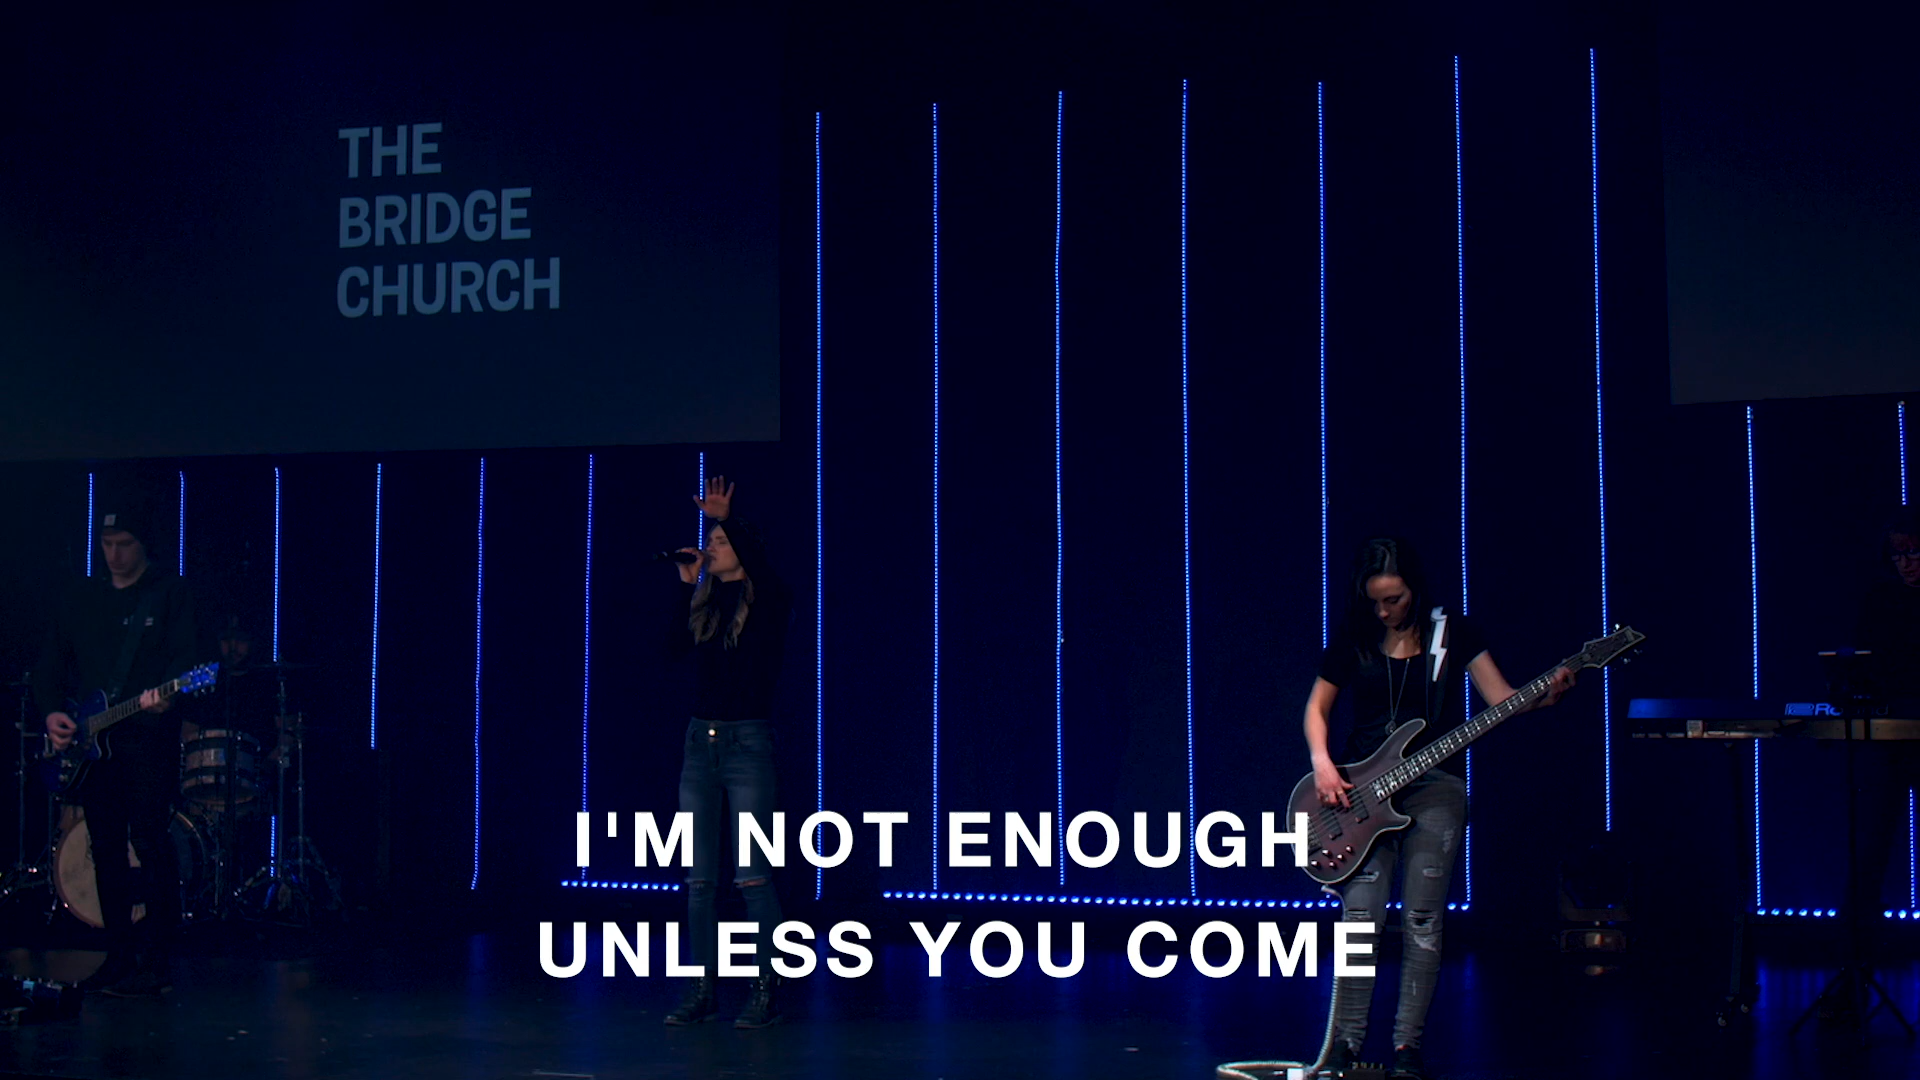 THE
BRIDGE
CHURCH
I'M NOT ENOUGH
UNLESS YOU COME